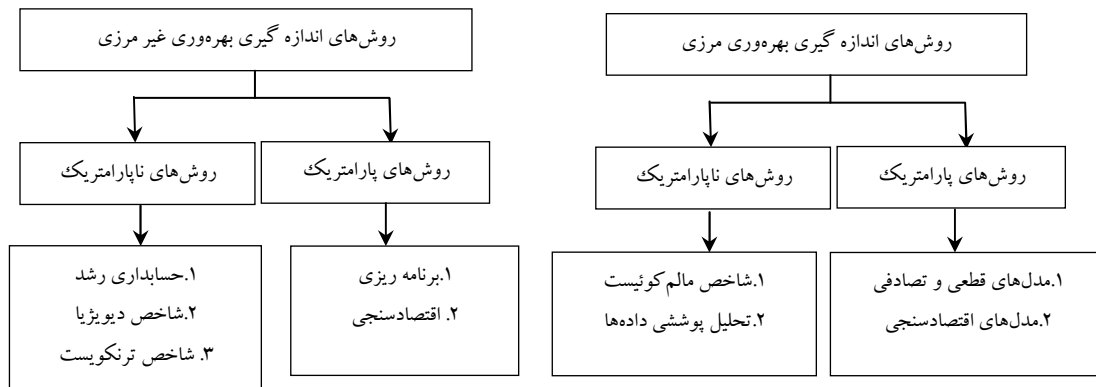 روش‌های اندازه گیری بهره‌وری مرزی
روش‌های پارامتریک
روش‌های ناپارامتریک
۱.مدل‌های قطعی و تصادفی
۲.مدل‌های اقتصادسنجی
۱.شاخص مالم‌کوئیست
۲.تحلیل پوششی داده‌ها
روش‌های اندازه گیری بهره‌وری غیر مرزی
روش‌های پارامتریک
روش‌های ناپارامتریک
۱.برنامه ریزی
۲. اقتصادسنجی
۱.حسابداری رشد
۲.شاخص دیویژیا
۳. شاخص ترنکویست